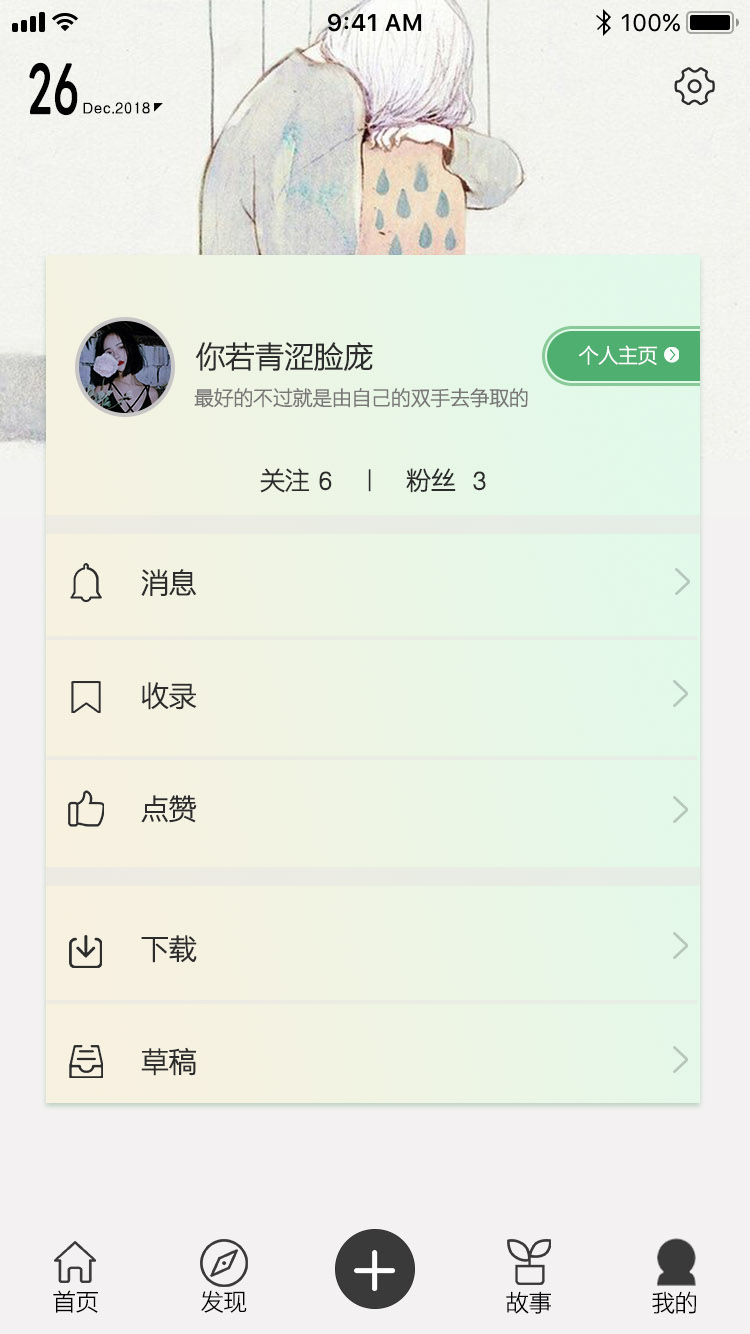 9:41 AM
100%
26 Dec.2018
你若青涩脸庞
个人主页
最好的不过就是由自己的双手去争取的
关注 6 | 粉丝 3
消息
收录
点赞
下载
草稿
首页 发现 故事 我的